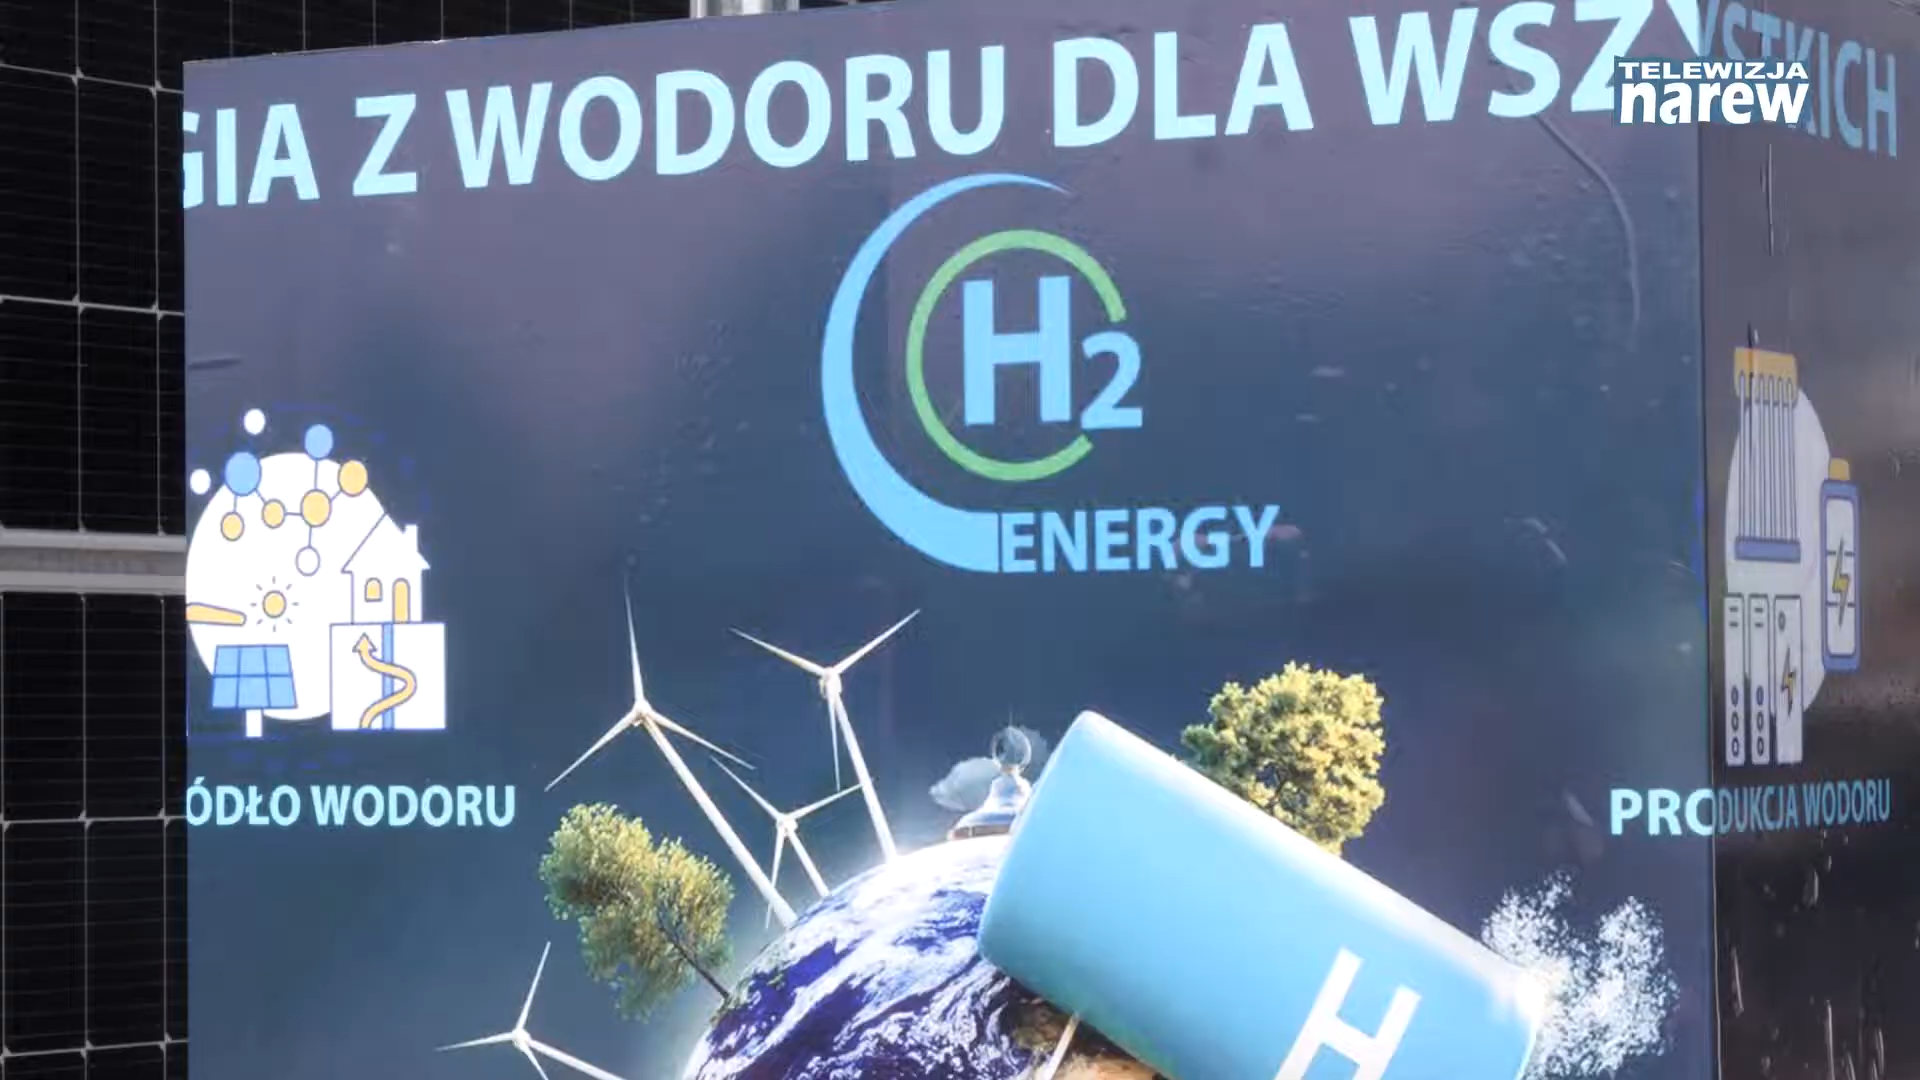 GIA Z WODORU DLA WSZYSTKICH
TELEWIZJA
narew
H2
ENERGY
ÓDŁO WODORU
PRODUKCJA WODORU
H